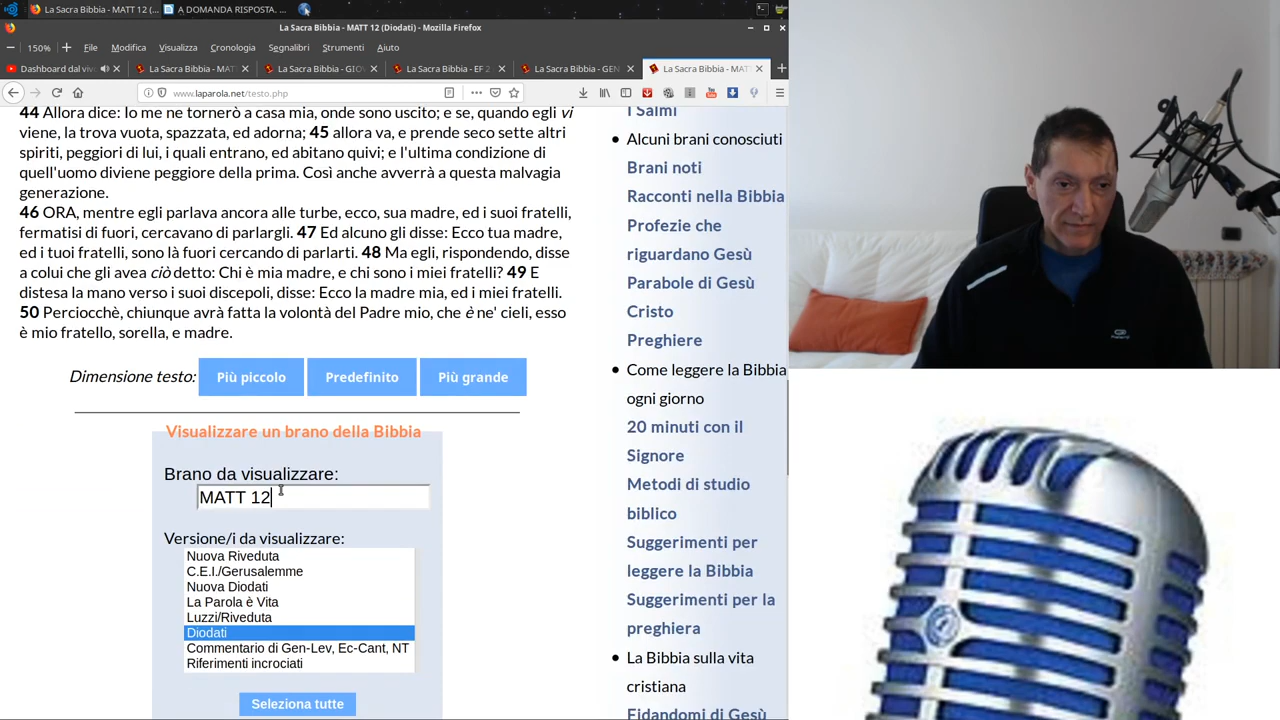 MATT 12 (...
A DOMANDA RISPOSTA. ...
La Sacra Bibbia - MATT 12 (Diodati) - Mozilla Firefox
150%
File Modifica Visualizza Cronologia Segnalibri Strumenti Aiuto
Dashboard dal viv
La Sacra Bibbia - MAT
La Sacra Bibbia - GIO
La Sacra Bibbia - EF 2
La Sacra Bibbia - GEN
La Sacra Bibbia - MAT
www.laparola.net/testo.php
44 Allora dice: Io me ne tornerò a casa mia, onde sono uscito; e se, quando egli vi
viene, la trova vuota, spazzata, ed adorna; 45 allora va, e prende seco sette altri
spiriti, peggiori di lui, i quali entrano, ed abitano quivi; e l'ultima condizione di
quell'uomo diviene peggiore della prima. Così anche avverrà a questa malvagia
generazione.
46 ORA, mentre egli parlava ancora alle turbe, ecco, sua madre, ed i suoi fratelli,
fermatisi di fuori, cercavano di parlargli. 47 Ed alcuno gli disse: Ecco tua madre,
ed i tuoi fratelli, sono là fuori cercando di parlarti. 48 Ma egli, rispondendo, disse
a colui che gli avea ciò detto: Chi è mia madre, e chi sono i miei fratelli? 49 E
distesa la mano verso i suoi discepoli, disse: Ecco la madre mia, ed i miei fratelli.
50 Perciocchè, chiunque avrà fatta la volontà del Padre mio, che è ne' cieli, esso
è mio fratello, sorella, e madre.
Dimensione testo: Più piccolo Predefinito Più grande
Visualizzare un brano della Bibbia
Brano da visualizzare:
MATT 12
Versione/i da visualizzare:
Nuova Riveduta
C.E.I./Gerusalemme
Nuova Diodati
La Parola è Vita
Luzzi/Riveduta
Diodati
Commentario di Gen-Lev, Ec-Cant, NT
Riferimenti incrociati
Seleziona tutte
I Salmi
Alcuni brani conosciuti
Brani noti
Racconti nella Bibbia
Profezie che
riguardano Gesù
Parabole di Gesù
Cristo
Preghiere
Come leggere la Bibbia
ogni giorno
20 minuti con il
Signore
Metodi di studio
biblico
Suggerimenti per
leggere la Bibbia
Suggerimenti per la
preghiera
La Bibbia sulla vita
cristiana
Fidandomi di Gesù